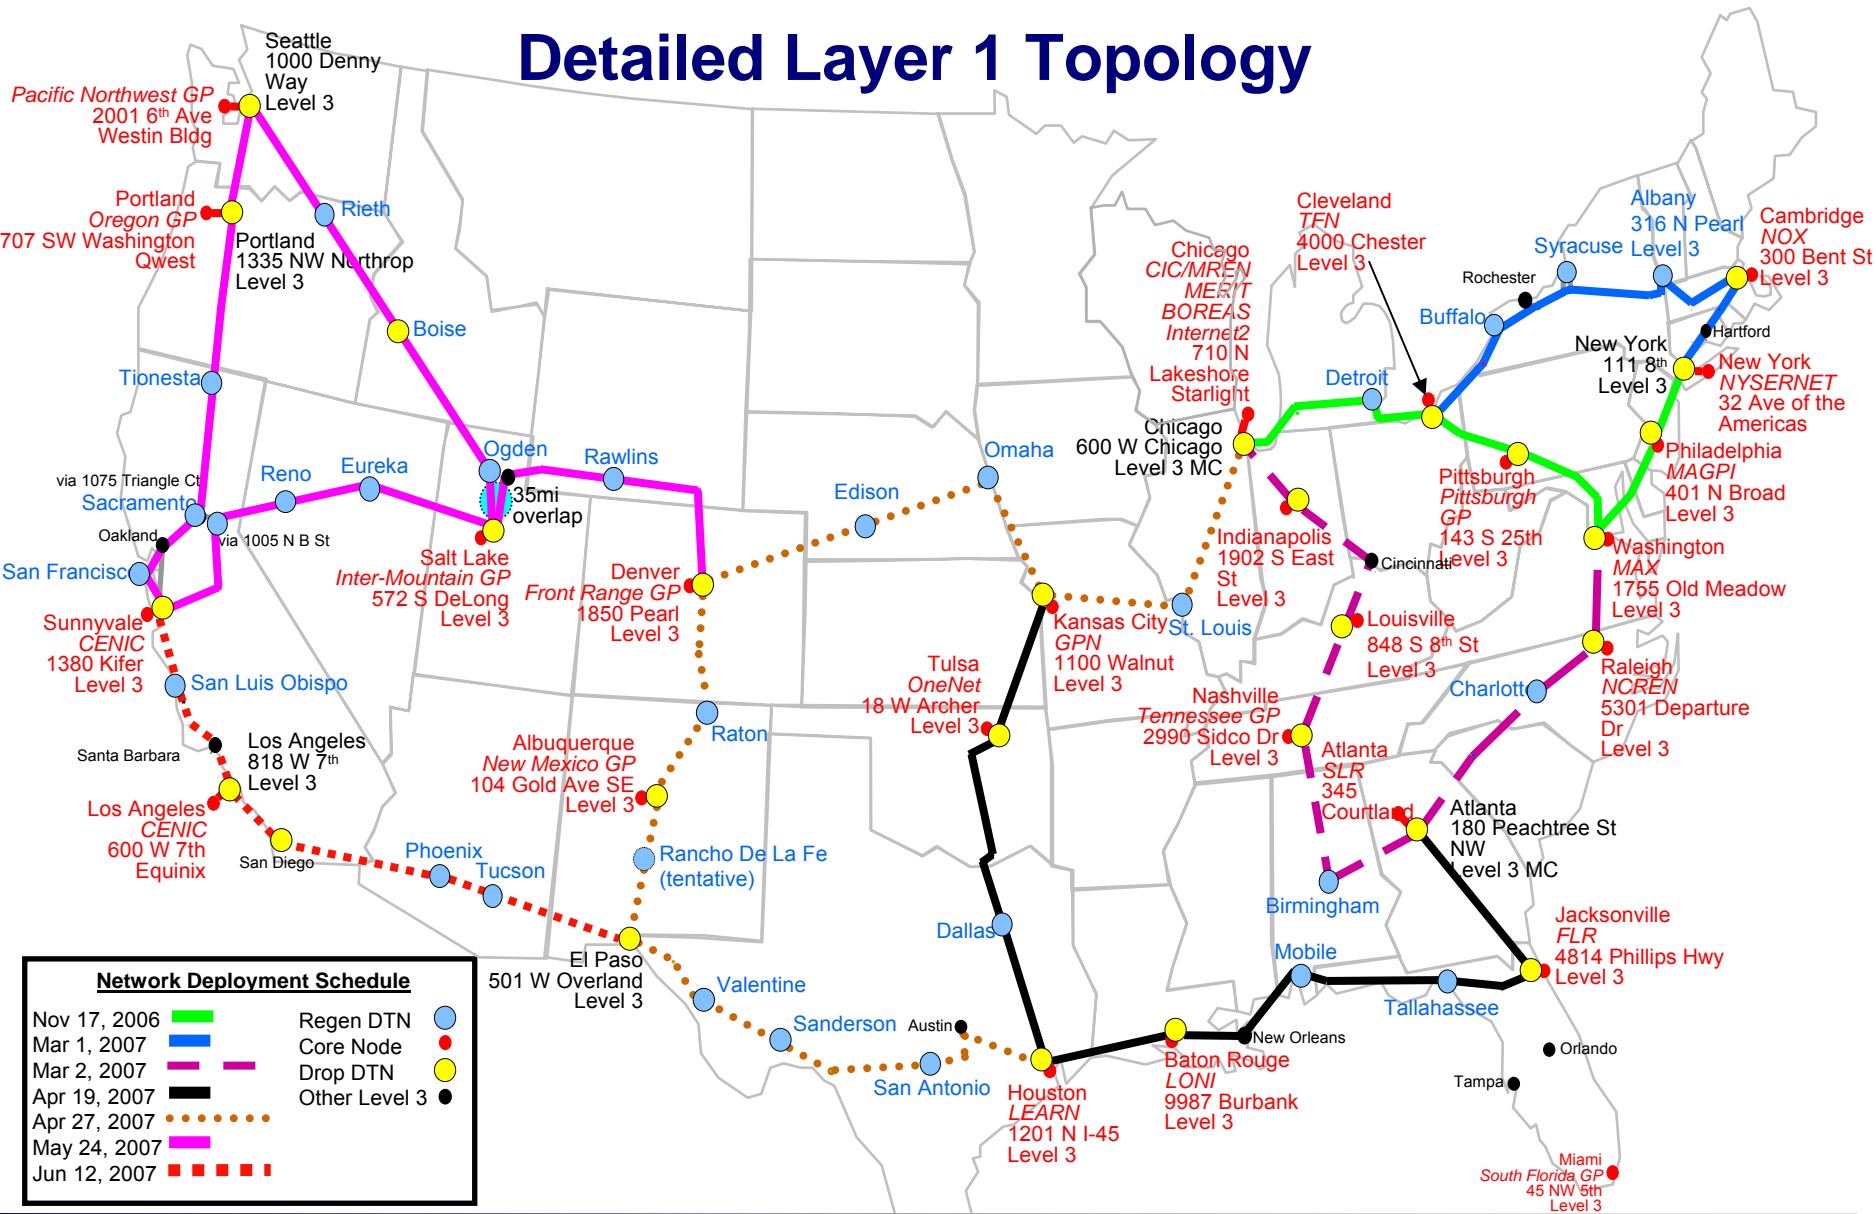 Detailed Layer 1 Topology
Seattle
1000 Denny
Way
Level 3
Pacific Northwest GP
2001 6th Ave
Westin Bldg
Portland
Oregon GP
707 SW Washington
Qwest
Portland
1335 NW Northrop
Level 3
Rieth
Boise
Tionesta
Ogden
Rawlins
35mi
overlap
Reno
Eureka
via 1075 Triangle Ct
Sacramento
Oakland
via 1005 N B St
San Francisco
Salt Lake
Inter-Mountain GP
572 S DeLong
Level 3
Sunnyvale
CENIC
1380 Kifer
Level 3
San Luis Obispo
Santa Barbara
Los Angeles
818 W 7th
Level 3
Los Angeles
CENIC
600 W 7th
Equinix
San Diego
Phoenix
Tucson
Denver
Front Range GP
1850 Pearl
Level 3
Raton
Albuquerque
New Mexico GP
104 Gold Ave SE
Level 3
Rancho De La Fe
(tentative)
El Paso
501 W Overland
Level 3
Valentine
Sanderson
San Antonio
Austin
Edison
Omaha
Kansas City
GPN
1100 Walnut
Level 3
St. Louis
Tulsa
OneNet
18 W Archer
Level 3
Dallas
Houston
LEARN
1201 N I-45
Level 3
Baton Rouge
LONI
9987 Burbank
Level 3
New Orleans
Mobile
Tallahassee
Birmingham
Jacksonville
FLR
4814 Phillips Hwy
Level 3
Orlando
Tampa
Miami
South Florida GP
45 NW 5th
Level 3
Atlanta
SLR
345
Courtland
Atlanta
180 Peachtree St
NW
Level 3 MC
Nashville
Tennessee GP
2990 Sidco Dr
Level 3
Louisville
848 S 8th St
Level 3
Cincinnati
Indianapolis
1902 S East
St
Level 3
Chicago
CIC/MREN
MERIT
BOREAS
Internet2
710 N
Lakeshore
Starlight
Chicago
600 W Chicago
Level 3 MC
Detroit
Cleveland
TFN
4000 Chester
Level 3
Pittsburgh
Pittsburgh
GP
143 S 25th
Level 3
Buffalo
Rochester
Syracuse
Albany
316 N Pearl
Level 3
Cambridge
NOX
300 Bent St
Level 3
Hartford
New York
111 8th
Level 3
New York
NYSERNET
32 Ave of the
Americas
Philadelphia
MAGPI
401 N Broad
Level 3
Washington
MAX
1755 Old Meadow
Level 3
Raleigh
NCREN
5301 Departure
Dr
Level 3
Charlotte
Network Deployment Schedule
Nov 17, 2006
Mar 1, 2007
Mar 2, 2007
Apr 19, 2007
Apr 27, 2007
May 24, 2007
Jun 12, 2007
Regen DTN
Core Node
Drop DTN
Other Level 3